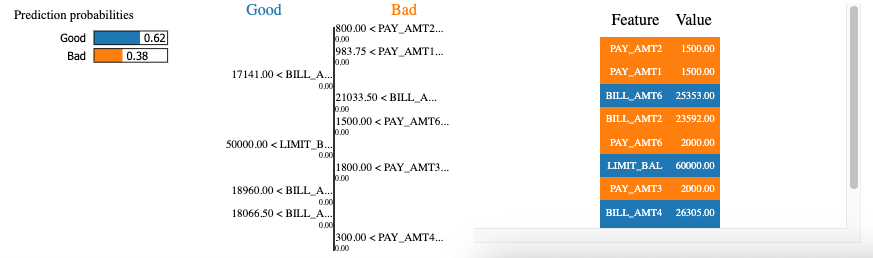 Prediction probabilities
Good 0.62
Bad 0.38
Good Bad
800.00 < PAY_AMT2...
0.00
983.75 < PAY_AMT1...
0.00
17141.00 < BILL_A...
0.00
21033.50 < BILL_A...
0.00
1500.00 < PAY_AMT6...
0.00
50000.00 < LIMIT_B...
0.00
1800.00 < PAY_AMT3...
0.00
18960.00 < BILL_A...
0.00
18066.50 < BILL_A...
0.00
300.00 < PAY_AMT4...
0.00
Feature Value
PAY_AMT2 1500.00
PAY_AMT1 1500.00
BILL_AMT6 25353.00
BILL_AMT2 23592.00
PAY_AMT6 2000.00
LIMIT_BAL 60000.00
PAY_AMT3 2000.00
BILL_AMT4 26305.00